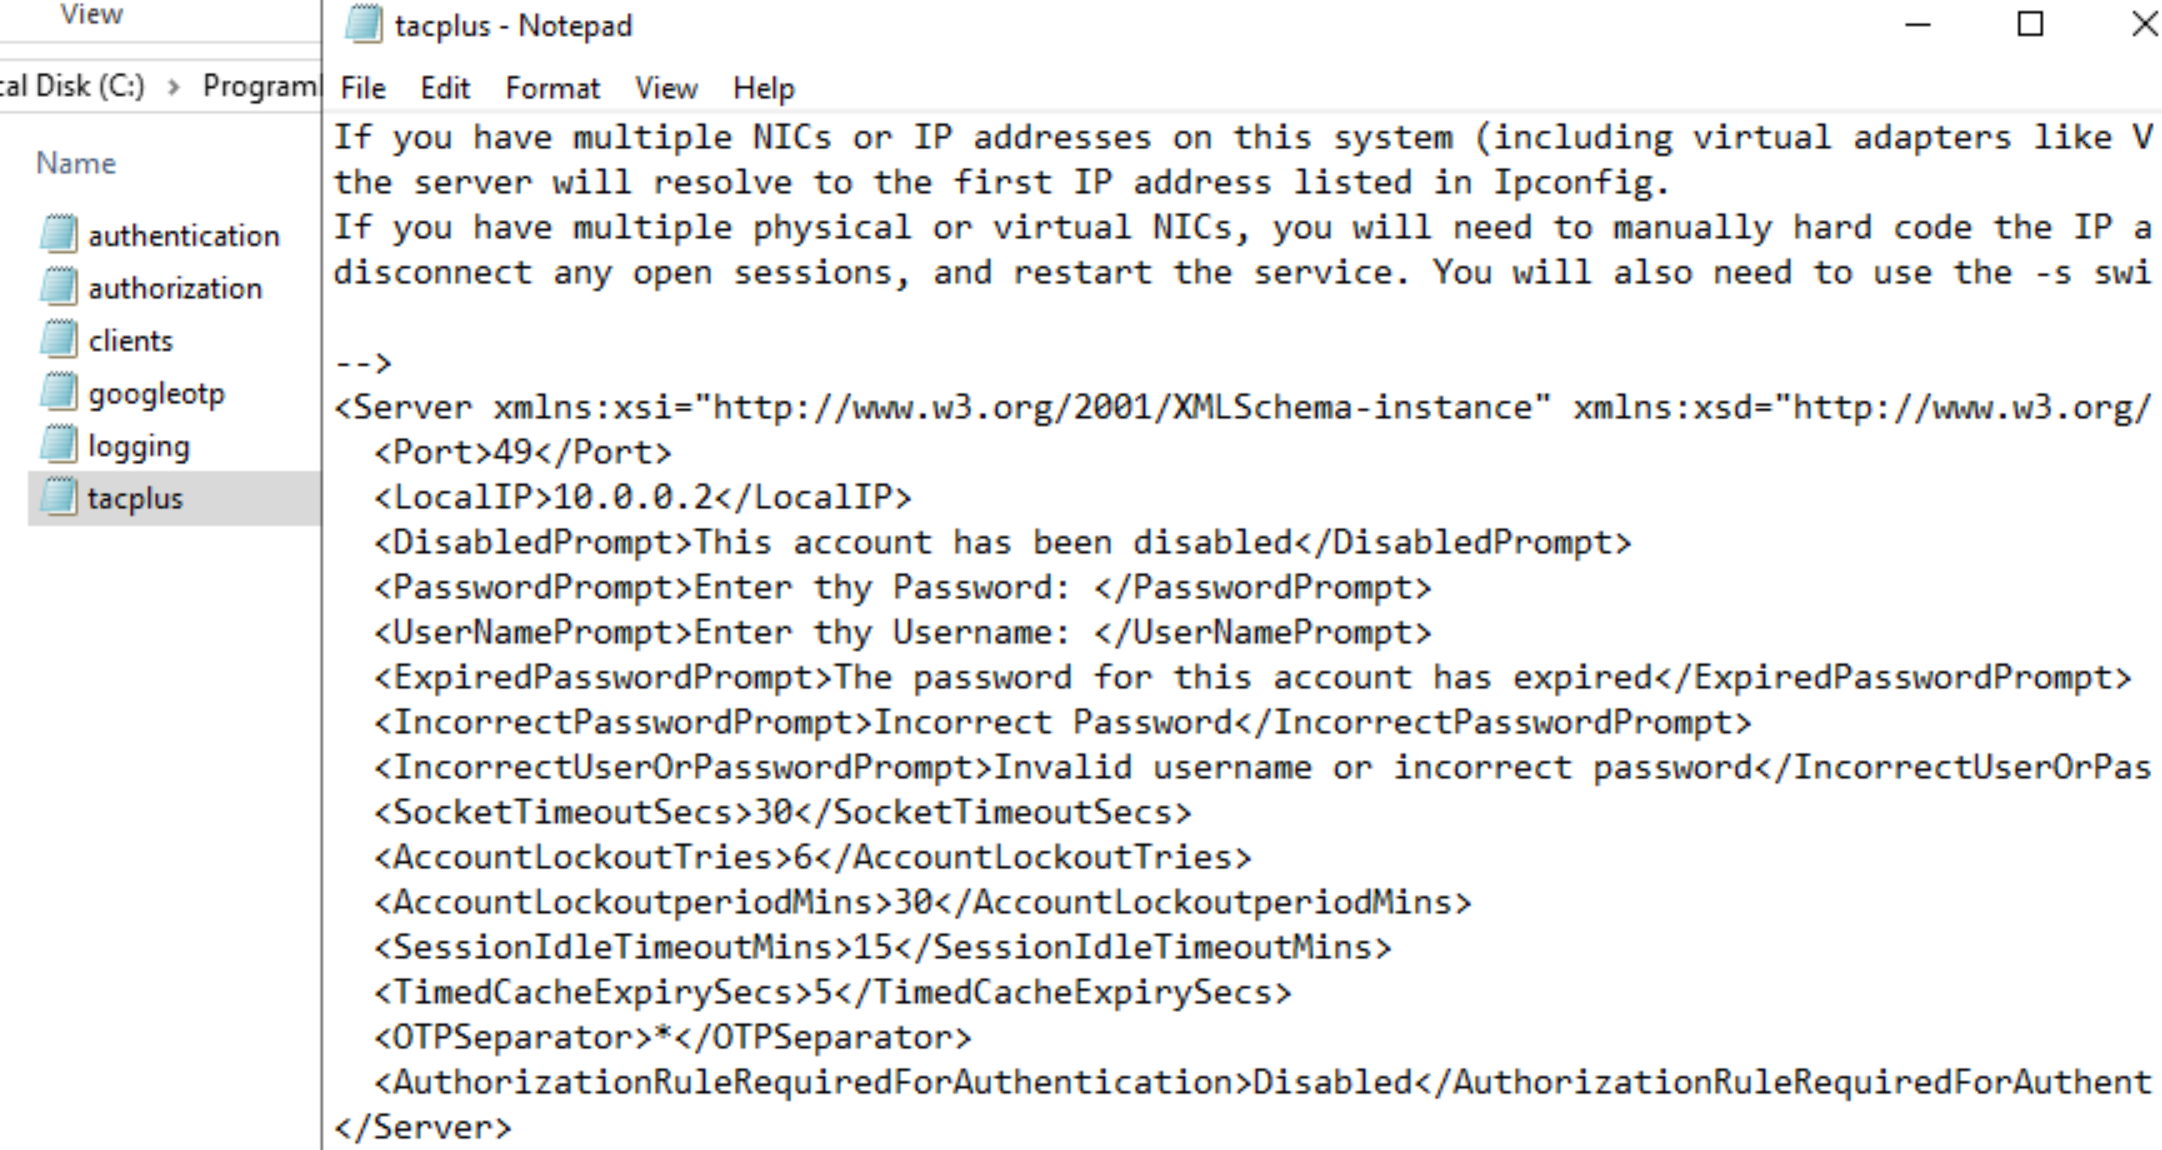 View
cal Disk (C:) > Program
Name
authentication
authorization
clients
googleotp
logging
tacplus
tacplus - Notepad
File Edit Format View Help
If you have multiple NICs or IP addresses on this system (including virtual adapters like V
the server will resolve to the first IP address listed in Ipconfig.
If you have multiple physical or virtual NICs, you will need to manually hard code the IP a
disconnect any open sessions, and restart the service. You will also need to use the -s swi
-->
<Server xmlns:xsi="http://www.w3.org/2001/XMLSchema-instance" xmlns:xsd="http://www.w3.org/
<Port>49</Port>
<LocalIP>10.0.0.2</LocalIP>
<DisabledPrompt>This account has been disabled</DisabledPrompt>
<PasswordPrompt>Enter thy Password: </PasswordPrompt>
<UserNamePrompt>Enter thy Username: </UserNamePrompt>
<ExpiredPasswordPrompt>The password for this account has expired</ExpiredPasswordPrompt>
<IncorrectPasswordPrompt>Incorrect Password</IncorrectPasswordPrompt>
<IncorrectUserOrPasswordPrompt>Invalid username or incorrect password</IncorrectUserOrPas
<SocketTimeoutSecs>30</SocketTimeoutSecs>
<AccountLockoutTries>6</AccountLockoutTries>
<AccountLockoutperiodMins>30</AccountLockoutperiodMins>
<SessionIdleTimeoutMins>15</SessionIdleTimeoutMins>
<TimedCacheExpirySecs>5</TimedCacheExpirySecs>
<OTPSeparator>*</OTPSeparator>
<AuthorizationRuleRequiredForAuthentication>Disabled</AuthorizationRuleRequiredForAuthent
</Server>